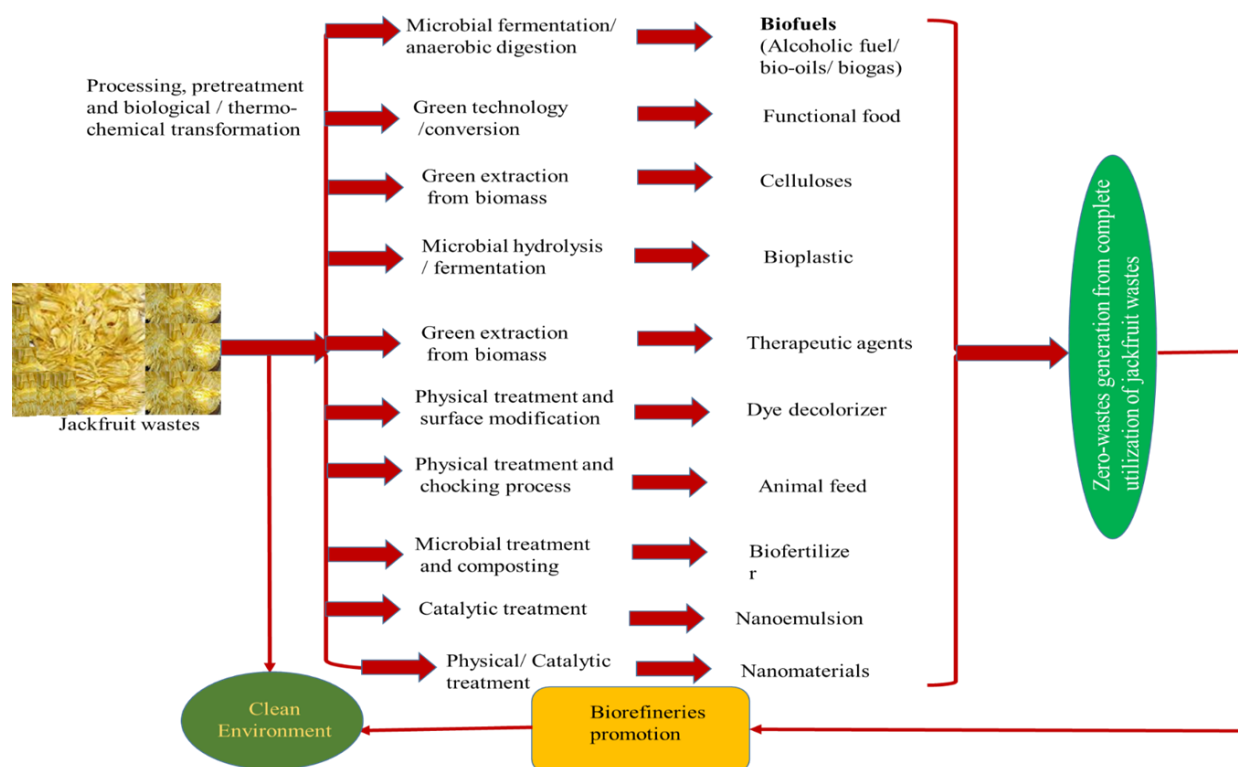 Processing, pretreatment
and biological / thermo-
chemical transformation
Jackfruit wastes
Microbial fermentation/
anaerobic digestion
Biofuels
(Alcoholic fuel/
bio-oils/ biogas)
Green technology
/conversion
Functional food
Green extraction
from biomass
Celluloses
Microbial hydrolysis
/ fermentation
Bioplastic
Green extraction
from biomass
Therapeutic agents
Physical treatment and
surface modification
Dye decolorizer
Physical treatment and
chocking process
Animal feed
Microbial treatment
and composting
Biofertilize
r
Catalytic treatment
Nanoemulsion
Physical/ Catalytic
treatment
Nanomaterials
Zero-wastes generation from complete
utilization of jackfruit wastes
Biorefineries
promotion
Clean
Environment